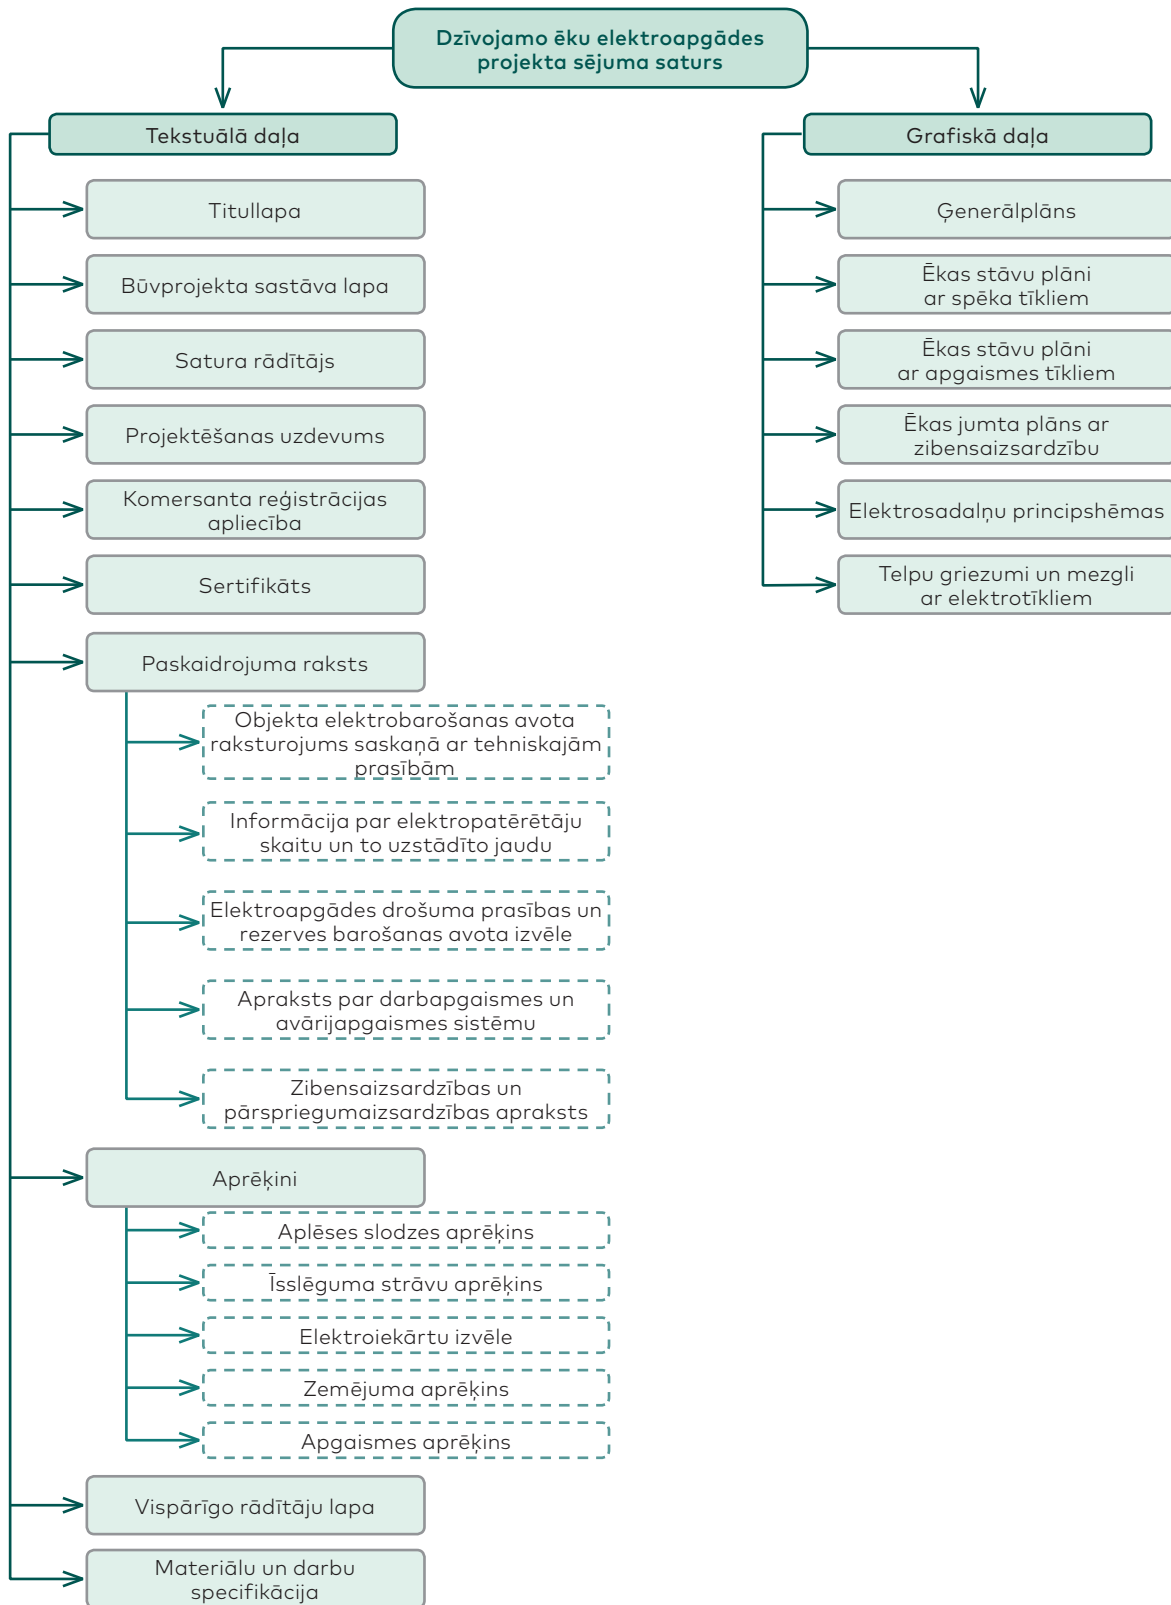 Dzīvojamo ēku elektroapgādes
projekta sējuma saturs
Tekstuālā daļa
Titullapa
Būvprojekta sastāva lapa
Satura rādītājs
Projektēšanas uzdevums
Komersanta reģistrācijas
apliecība
Sertifikāts
Paskaidrojuma raksts
Objekta elektrobarošanas avota
raksturojums saskaņā ar tehniskajām
prasībām
Informācija par elektropatērētāju
skaitu un to uzstādīto jaudu
Elektroapgādes drošuma prasības un
rezerves barošanas avota izvēle
Apraksts par darbapgaismes un
avārijapgaismes sistēmu
Zibensaizsardzības un
pārspriegumaizsardzības apraksts
Aprēķini
Aplēses slodzes aprēķins
Īsslēguma strāvu aprēķins
Elektroiekārtu izvēle
Zemējuma aprēķins
Apgaismes aprēķins
Vispārīgo rādītāju lapa
Materiālu un darbu
specifikācija
Grafiskā daļa
Ģenerālplāns
Ēkas stāvu plāni
ar spēka tīkliem
Ēkas stāvu plāni
ar apgaismes tīkliem
Ēkas jumta plāns ar
zibensaizsardzību
Elektrosadalņu principshēmas
Telpu griezumi un mezgli
ar elektrotīkliem